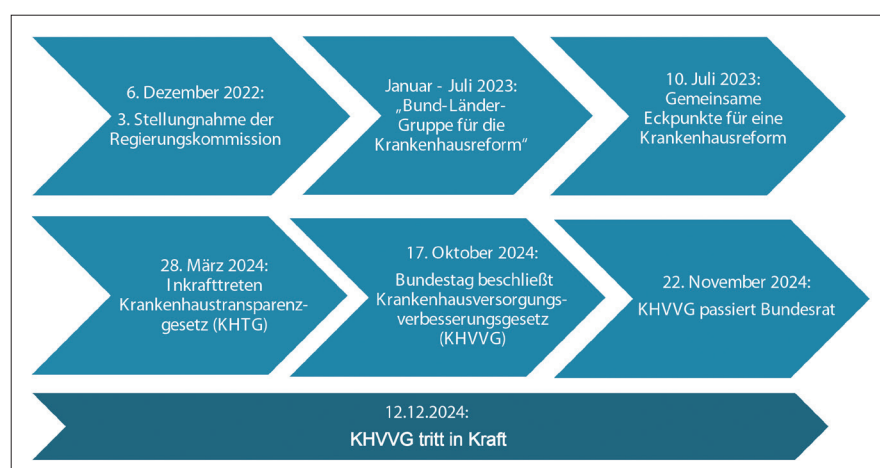 6. Dezember 2022:
3. Stellungnahme der
Regierungskommission
Januar - Juli 2023:
„Bund-Länder-
Gruppe für die
Krankenhausreform“
10. Juli 2023:
Gemeinsame
Eckpunkte für eine
Krankenhausreform
28. März 2024:
Inkrafttreten
Krankenhaustransparenz-
gesetz (KHTG)
17. Oktober 2024:
Bundestag beschließt
Krankenhausversorgungs-
verbesserungsgesetz
(KHVVG)
22. November 2024:
KHVVG passiert Bundesrat
12.12.2024:
KHVVG tritt in Kraft